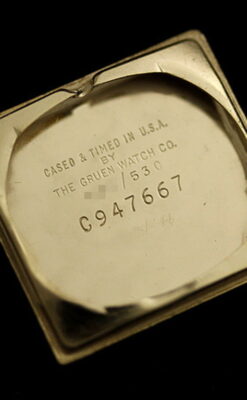 CASED & TIMED IN U.S.A.
BY
THE GRUEN WATCH CO.
/530
C947667